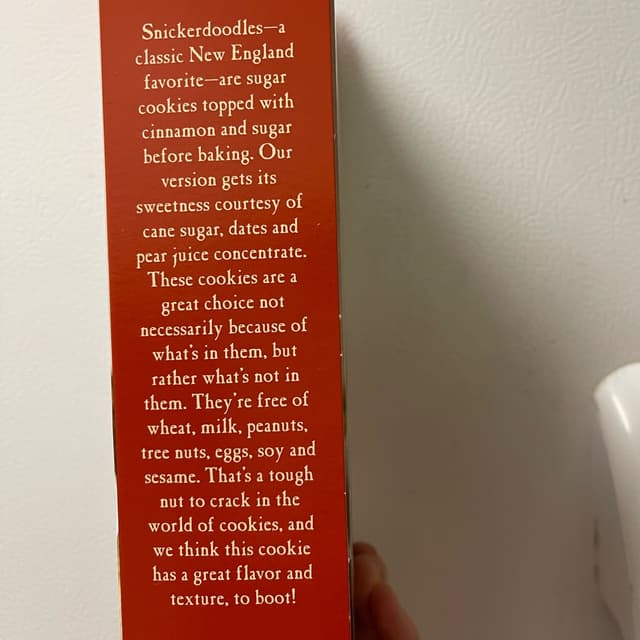 Snickerdoodles—a
classic New England
favorite—are sugar
cookies topped with
cinnamon and sugar
before baking. Our
version gets its
sweetness courtesy of
cane sugar, dates and
pear juice concentrate.
These cookies are a
great choice not
necessarily because of
what's in them, but
rather what's not in
them. They're free of
wheat, milk, peanuts,
tree nuts, eggs, soy and
sesame. That's a tough
nut to crack in the
world of cookies, and
we think this cookie
has a great flavor and
texture, to boot!